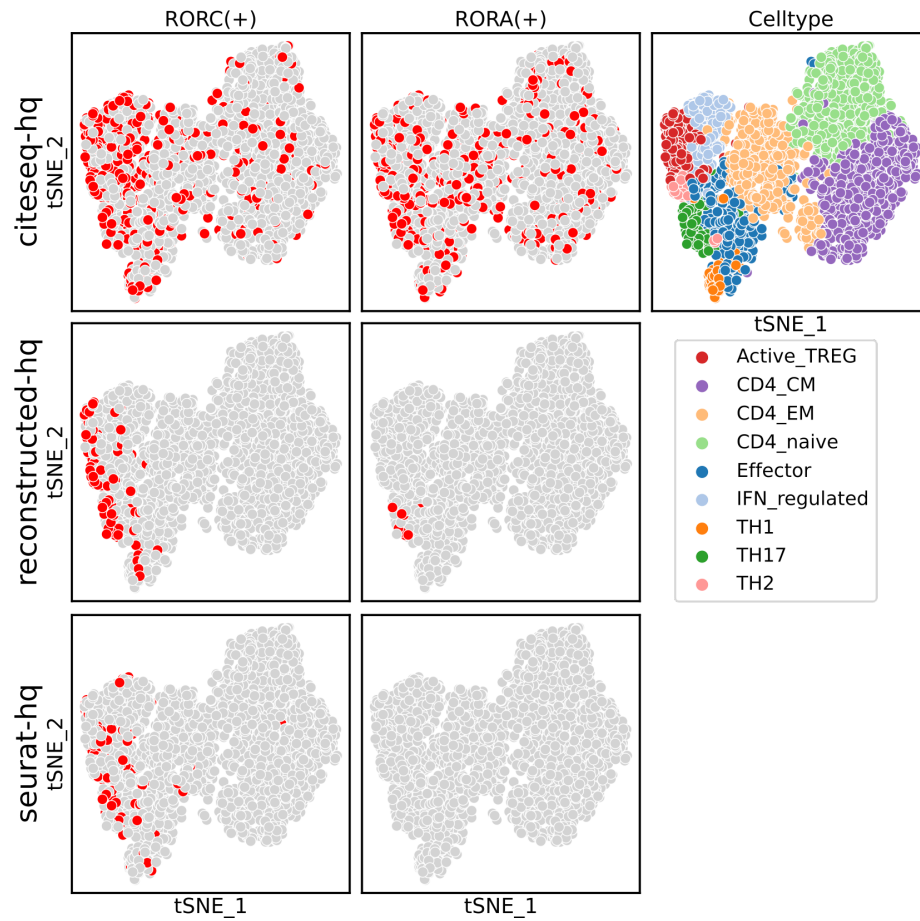 RORC(+)
RORA(+)
Celltype
citeseq-hq
tSNE_2
tSNE_1
reconstructed-hq
tSNE_2
Active_TREG
CD4_CM
CD4_EM
CD4_naive
Effector
IFN_regulated
TH1
TH17
TH2
seurat-hq
tSNE_2
tSNE_1
tSNE_1